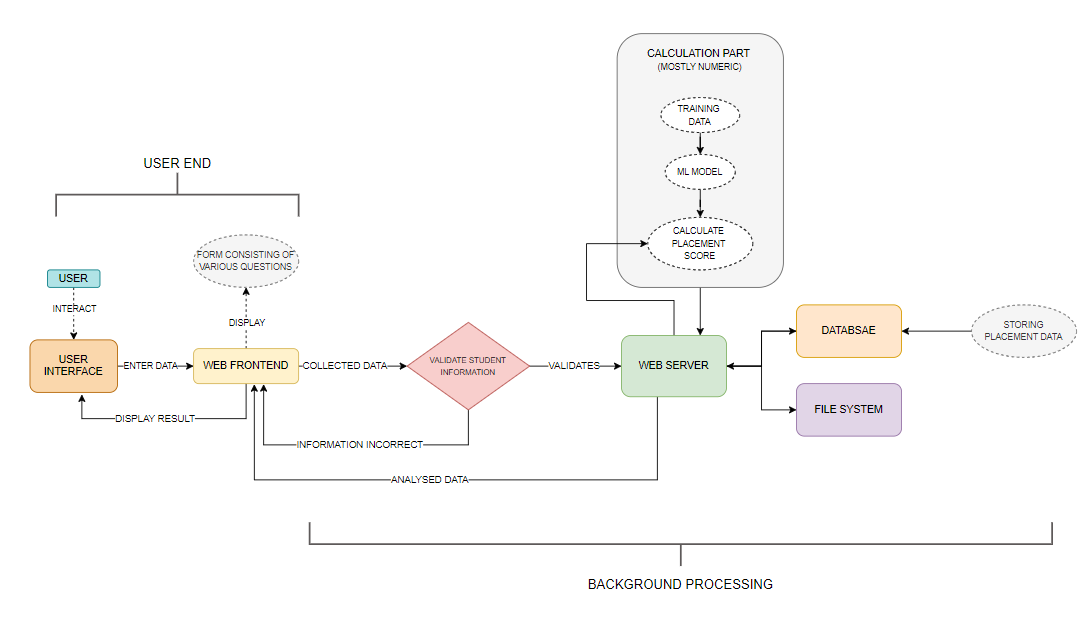 CALCULATION PART
(MOSTLY NUMERIC)
TRAINING
DATA
ML MODEL
CALCULATE
PLACEMENT
SCORE
USER END
FORM CONSISTING OF
VARIOUS QUESTIONS
USER
INTERACT
DISPLAY
USER
INTERFACE
ENTER DATA
WEB FRONTEND
COLLECTED DATA
VALIDATE STUDENT
INFORMATION
VALIDATES
WEB SERVER
DATABSAE
STORING
PLACEMENT DATA
FILE SYSTEM
DISPLAY RESULT
INFORMATION INCORRECT
ANALYSED DATA
BACKGROUND PROCESSING